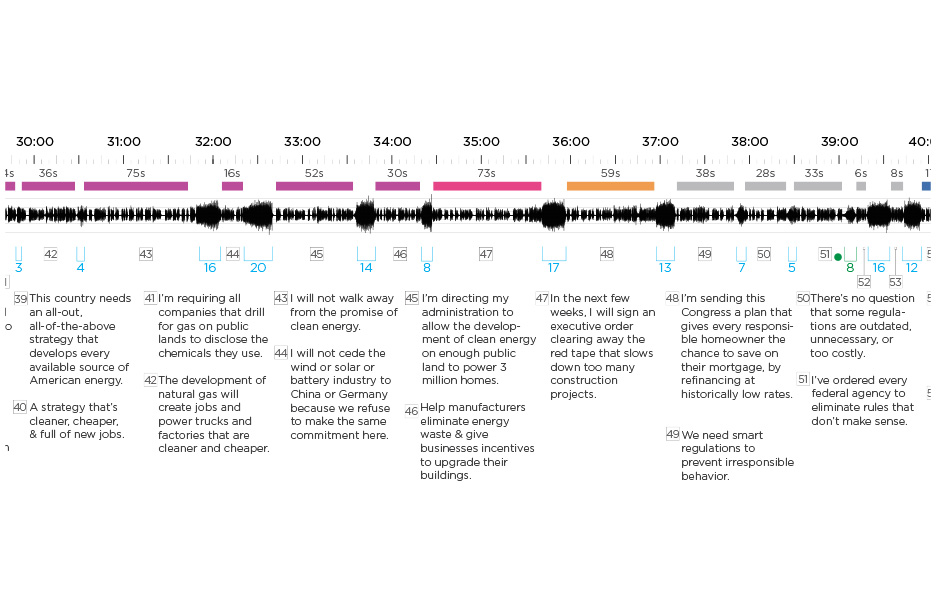 30:00 31:00 32:00 33:00 34:00 35:00 36:00 37:00 38:00 39:00 40:
4s 36s 75s 16s 52s 30s 73s 59s 38s 28s 33s 6s 8s
42 43 44 45 46 47 48 49 50 51
3 4 16 20 14 8 17 13 7 5 8 16 12
52 53
39 This country needs
an all-out,
all-of-the-above
strategy that
develops every
available source of
American energy.
40 A strategy that's
cleaner, cheaper,
& full of new jobs.
41 I'm requiring all
companies that drill
for gas on public
lands to disclose the
chemicals they use.
42 The development of
natural gas will
create jobs and
power trucks and
factories that are
cleaner and cheaper.
43 I will not walk away
from the promise of
clean energy.
44 I will not cede the
wind or solar or
battery industry to
China or Germany
because we refuse
to make the same
commitment here.
45 I'm directing my
administration to
allow the develop-
ment of clean energy
on enough public
land to power 3
million homes.
46 Help manufacturers
eliminate energy
waste & give
businesses incentives
to upgrade their
buildings.
47 In the next few
weeks, I will sign an
executive order
clearing away the
red tape that slows
down too many
construction
projects.
48 I'm sending this
Congress a plan that
gives every responsi-
ble homeowner the
chance to save on
their mortgage, by
refinancing at
historically low rates.
49 We need smart
regulations to
prevent irresponsible
behavior.
50 There's no question
that some regula-
tions are outdated,
unnecessary, or
too costly.
51 I've ordered every
federal agency to
eliminate rules that
don't make sense.